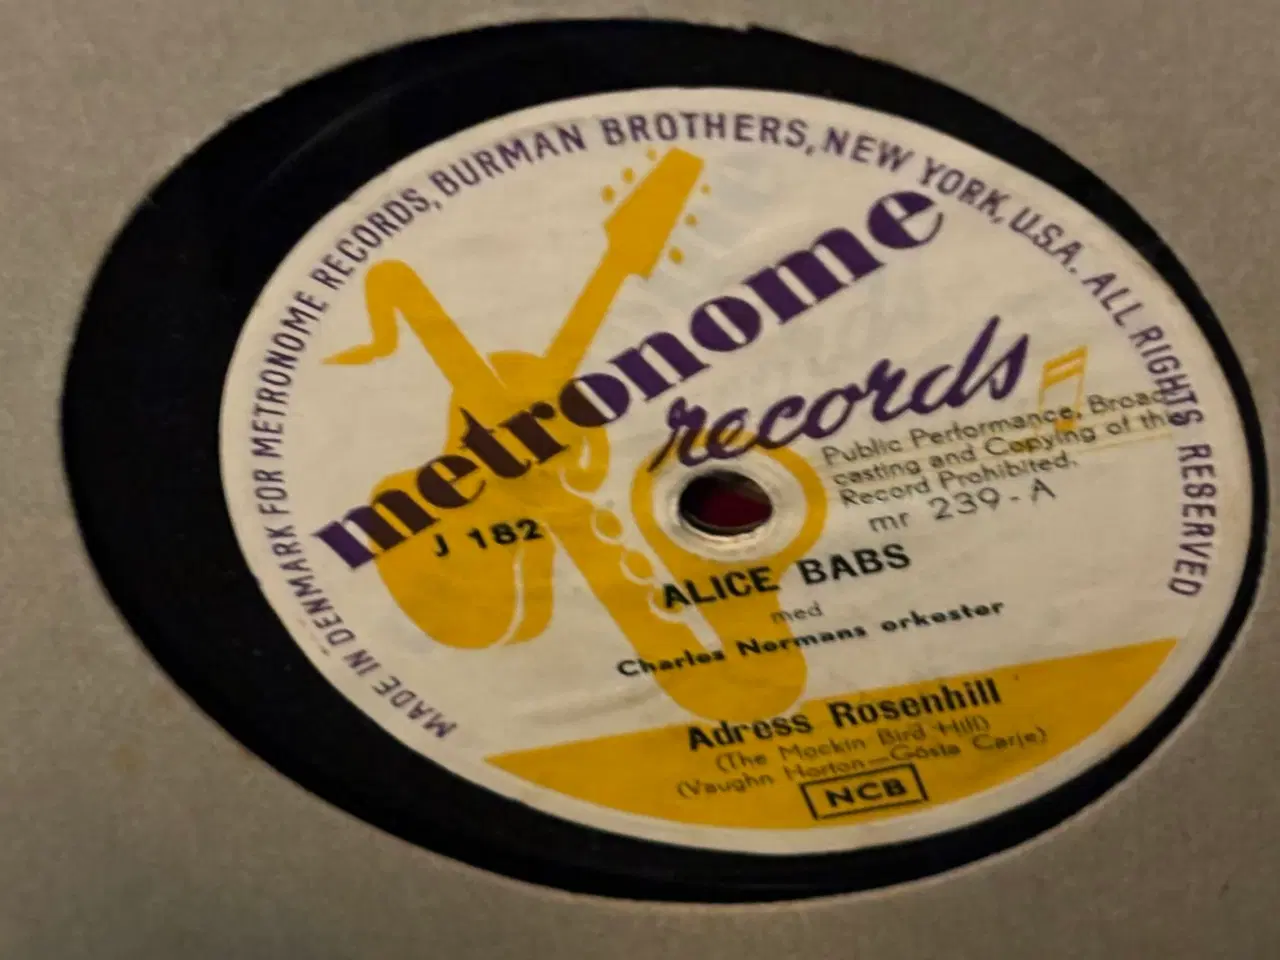 MADE IN DENMARK FOR METRONOME RECORDS, BURMAN BROTHERS, NEW YORK, U.S.A. ALL RIGHTS RESERVED
metronome
records
Public Performance, Broad
casting and Copying of this
Record Prohibited.
mr 239 - A
J 182
ALICE BABS
med
Charles Normans orkester
Adress Rosenhill
(The Mockin Bird Hill)
(Vaughn Horton—Gösta Carje)
NCB